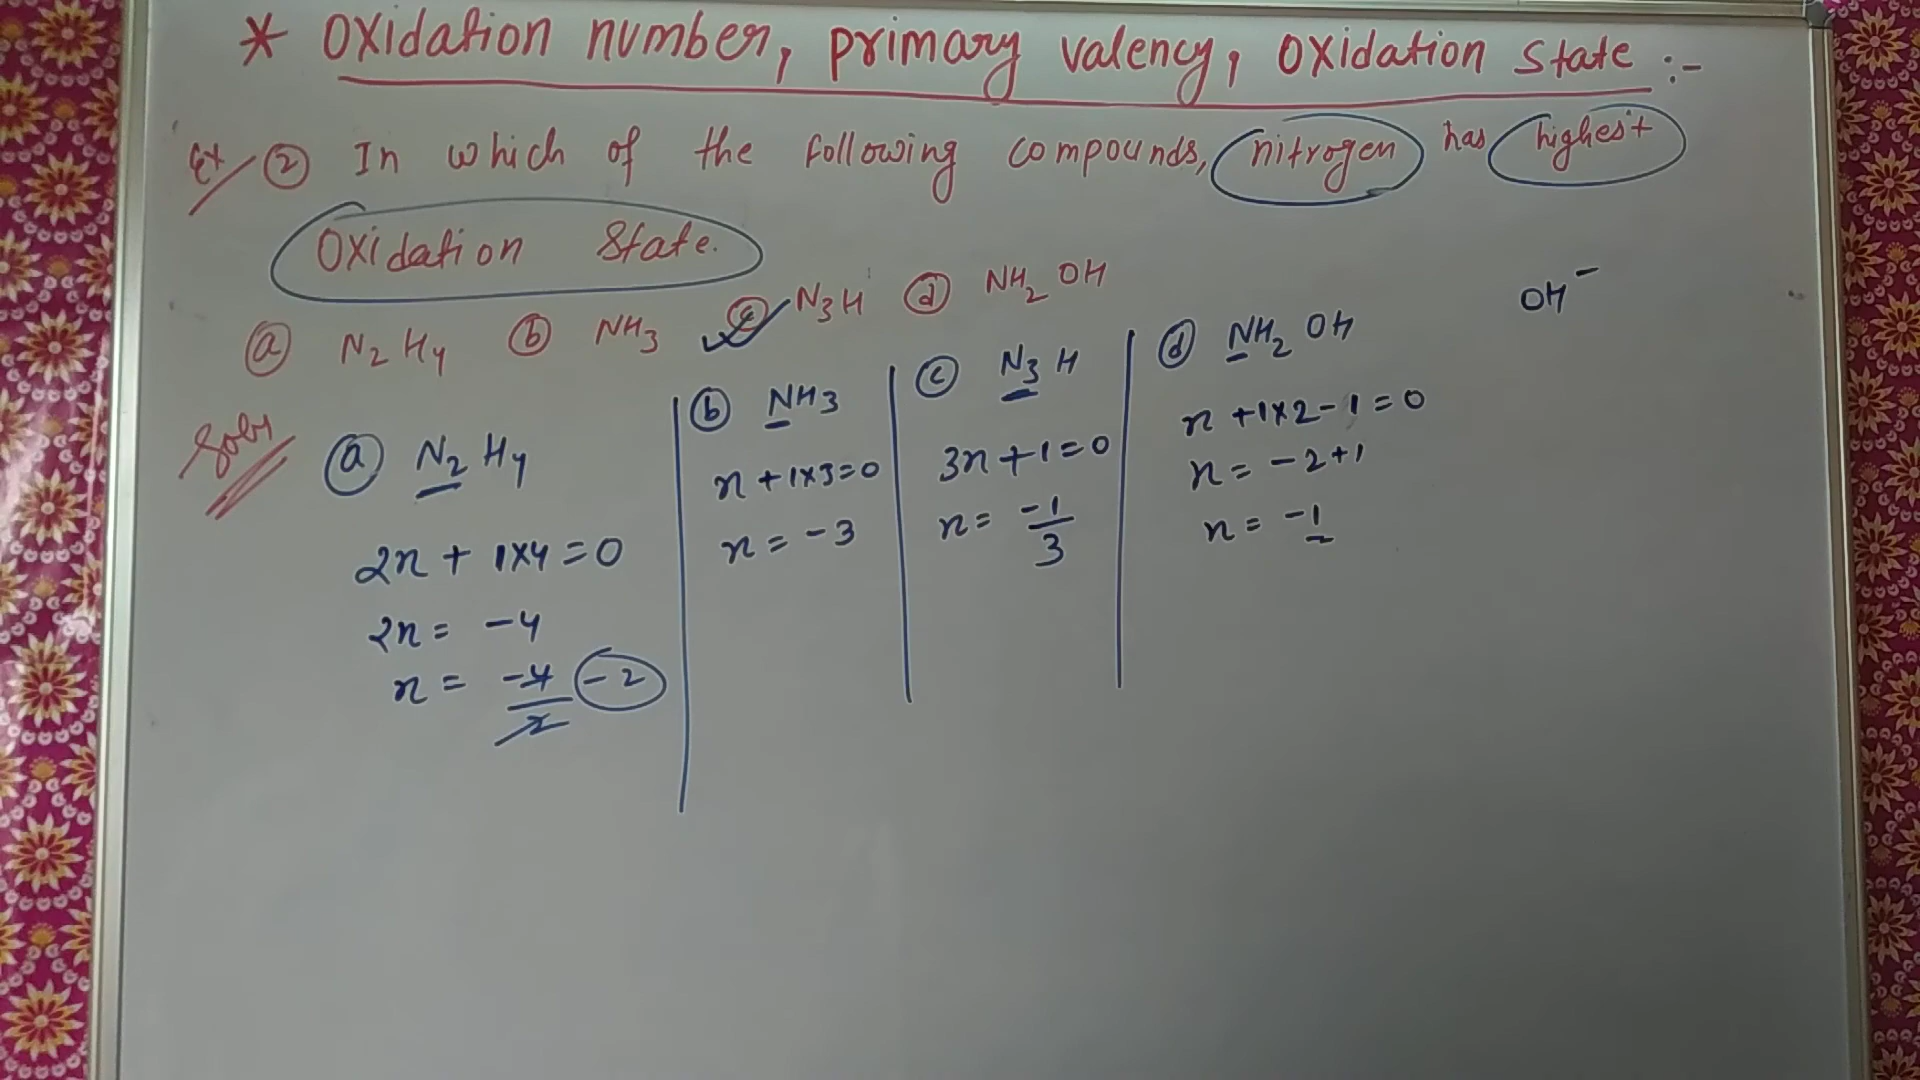 * Oxidation number, primary valency, oxidation state :-
Ex ② In which of the following compounds, nitrogen has highest
Oxidation State.
ⓐ N₂H₄ ⓑ NH₃ ⓒ N₃H ⓓ NH₂OH
OH⁻
Soln
ⓐ N₂H₄
2x + 1×4 = 0
2x = -4
x = -4/2 -2
ⓑ NH₃
x + 1×3 = 0
x = -3
ⓒ N₃H
3x + 1 = 0
x = -1/3
ⓓ NH₂OH
x + 1×2 - 1 = 0
x = -2+1
x = -1